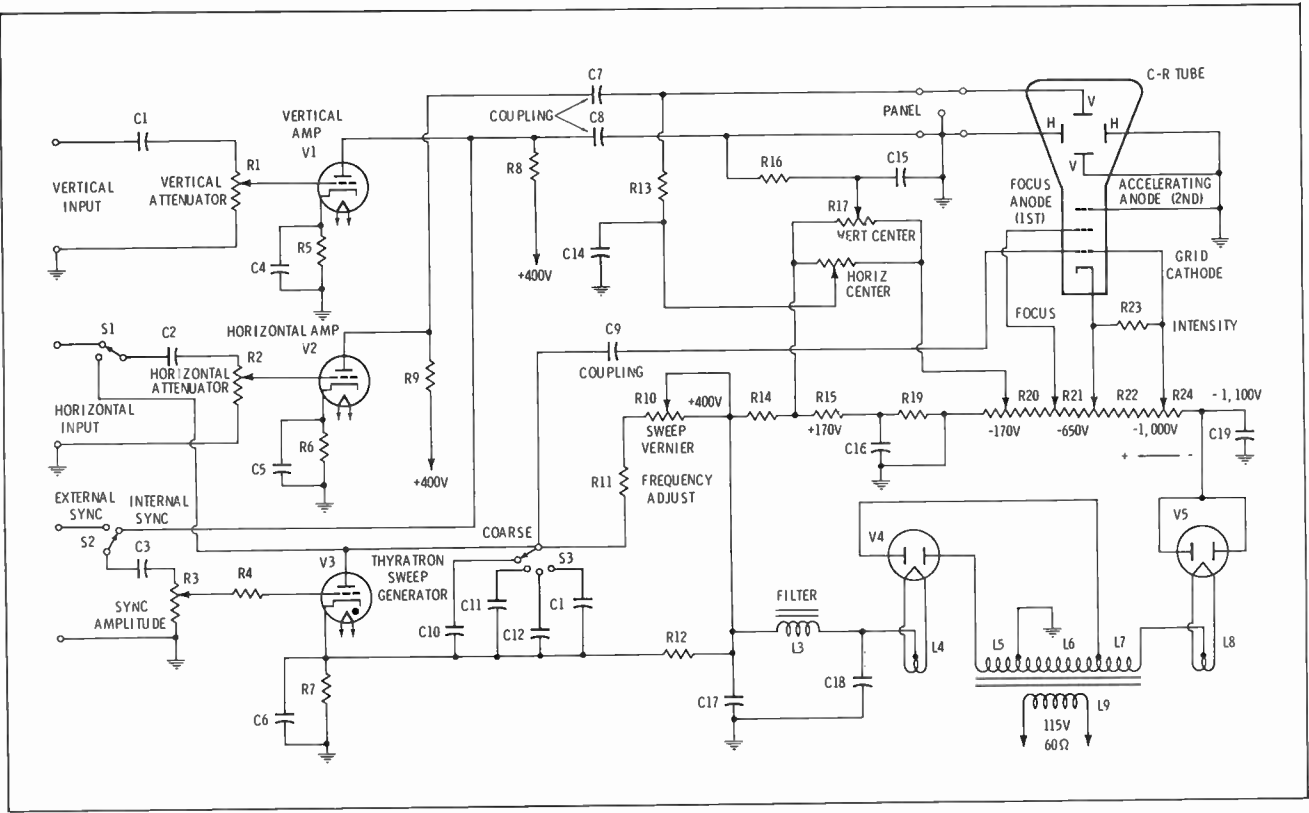 C-R TUBE
C7
V
PANEL
COUPLING
C8
H
H
VERTICAL
AMP
V1
C1
R1
R8
R16
C15
V
VERTICAL
INPUT
VERTICAL
ATTENUATOR
R13
FOCUS
ANODE
(1ST)
ACCELERATING
ANODE (2ND)
R17
VERT CENTER
R5
C4
+400V
C14
HORIZ
CENTER
GRID
CATHODE
FOCUS
R23
INTENSITY
S1
C2
HORIZONTAL AMP
V2
R2
HORIZONTAL
ATTENUATOR
C9
COUPLING
R9
HORIZONTAL
INPUT
R10
+400V
SWEEP
VERNIER
R14
R15
+170V
R19
R20
R21
R22
R24
- 1,100V
-170V
-650V
-1,000V
C16
C19
+ -
R6
C5
+400V
R11
FREQUENCY
ADJUST
EXTERNAL
SYNC
INTERNAL
SYNC
S2
C3
COARSE
S3
V3
THYRATRON
SWEEP
GENERATOR
V4
V5
R3
R4
SYNC
AMPLITUDE
C11
C1
C10
C12
FILTER
L3
R12
L4
L5
L6
L7
L8
C18
C17
R7
C6
L9
115V
60Ω